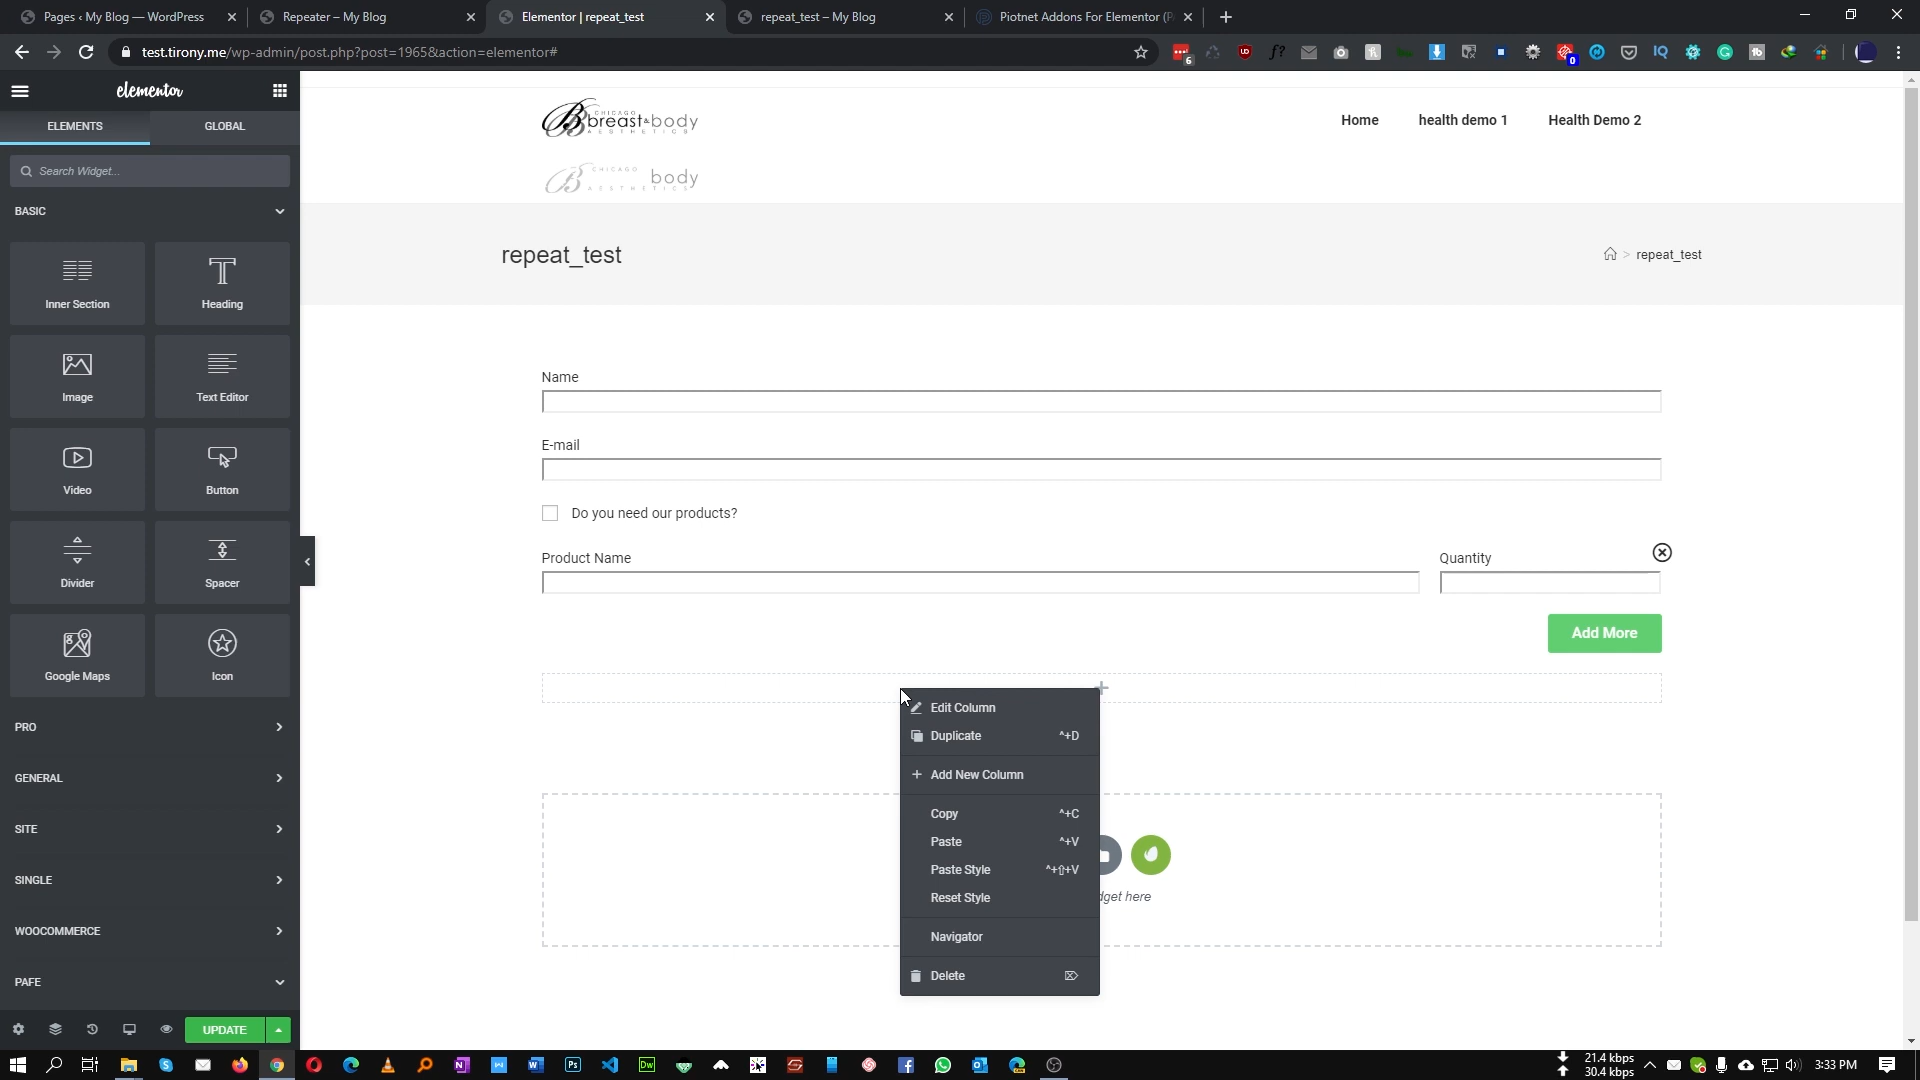 Pages ‹ My Blog — WordPress
Repeater – My Blog
Elementor | repeat_test
repeat_test – My Blog
Piotnet Addons For Elementor (P
test.tirony.me/wp-admin/post.php?post=1965&action=elementor#
elementor
ELEMENTS
GLOBAL
Search Widget...
BASIC
Inner Section
Heading
Image
Text Editor
Video
Button
Divider
Spacer
Google Maps
Icon
PRO
GENERAL
SITE
SINGLE
WOOCOMMERCE
PAFE
UPDATE
CHICAGO
breast&body
AESTHETICS
Home
health demo 1
Health Demo 2
CHICAGO
body
AESTHETICS
repeat_test
> repeat_test
Name
E-mail
Do you need our products?
Product Name
Quantity
Add More
Edit Column
Duplicate ^+D
Add New Column
Copy ^+C
Paste ^+V
Paste Style ^+⇧+V
Reset Style
Navigator
Delete
dget here
21.4 kbps
30.4 kbps
3:33 PM